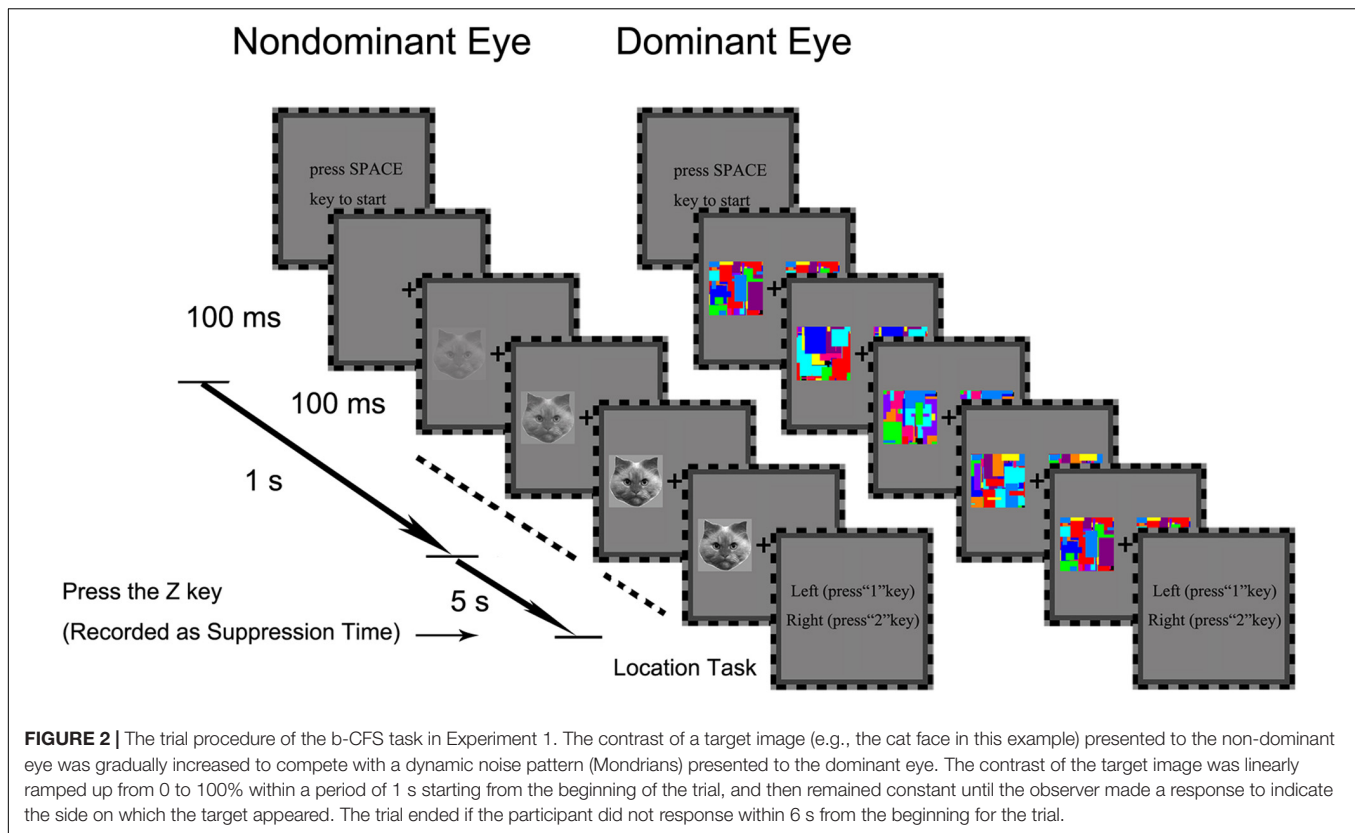 Nondominant Eye
Dominant Eye
press SPACE
key to start
press SPACE
key to start
100 ms
100 ms
1 s
5 s
Press the Z key
(Recorded as Suppression Time)
Location Task
Left (press“1”key)
Right (press“2”key)
Left (press“1”key)
Right (press“2”key)
FIGURE 2 | The trial procedure of the b-CFS task in Experiment 1. The contrast of a target image (e.g., the cat face in this example) presented to the non-dominant
eye was gradually increased to compete with a dynamic noise pattern (Mondrians) presented to the dominant eye. The contrast of the target image was linearly
ramped up from 0 to 100% within a period of 1 s starting from the beginning of the trial, and then remained constant until the observer made a response to indicate
the side on which the target appeared. The trial ended if the participant did not response within 6 s from the beginning for the trial.